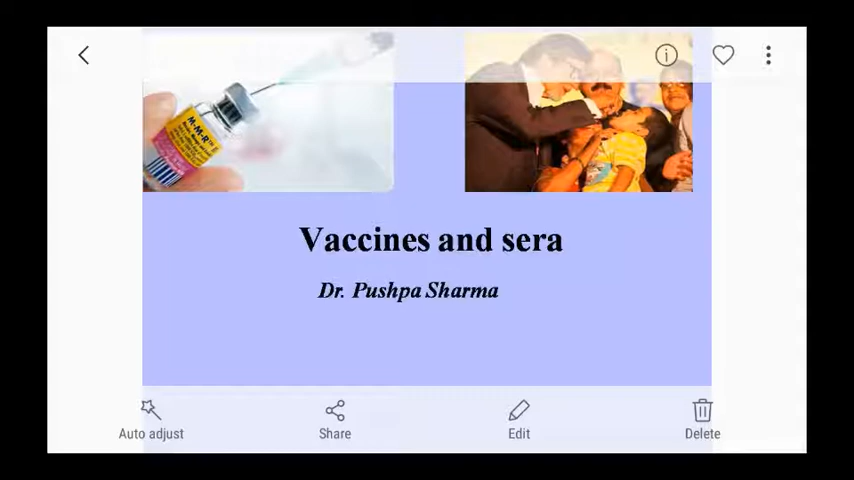 M-M-R
Vaccines and sera
Dr. Pushpa Sharma
Auto adjust
Share
Edit
Delete